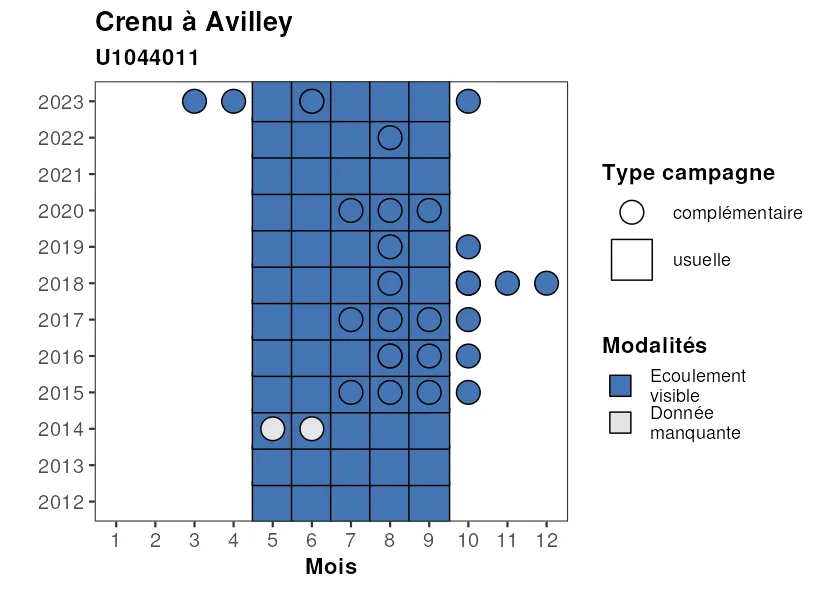 Crenu à Avilley
U1044011
2023
2022
2021
2020
2019
2018
2017
2016
2015
2014
2013
2012
1 2 3 4 5 6 7 8 9 10 11 12
Mois
Type campagne
complémentaire
usuelle
Modalités
Ecoulement
visible
Donnée
manquante